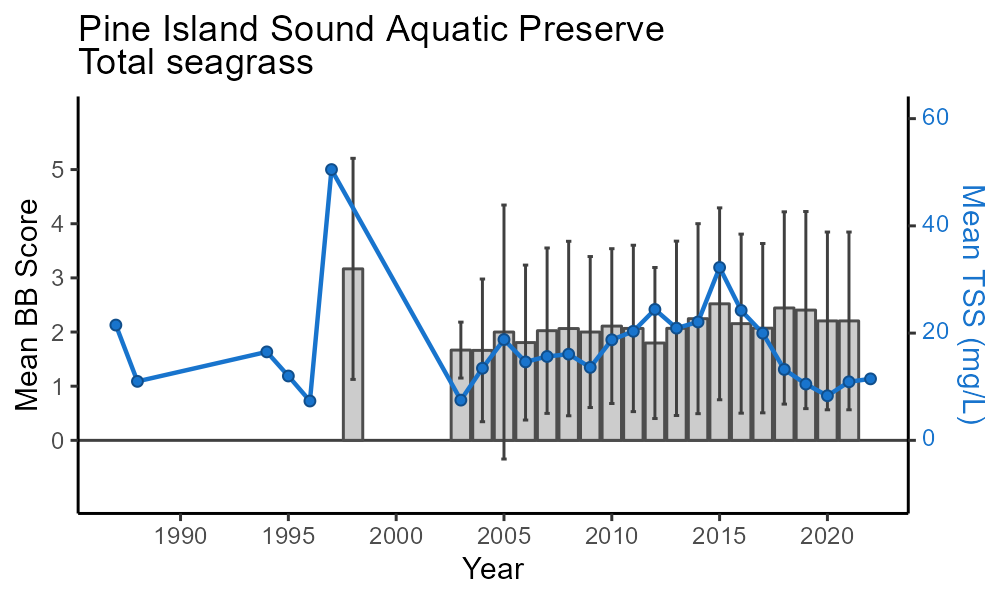 Pine Island Sound Aquatic Preserve
Total seagrass
Mean BB Score
5
4
3
2
1
0
60
40
20
0
Mean TSS (mg/L)
1990 1995 2000 2005 2010 2015 2020
Year